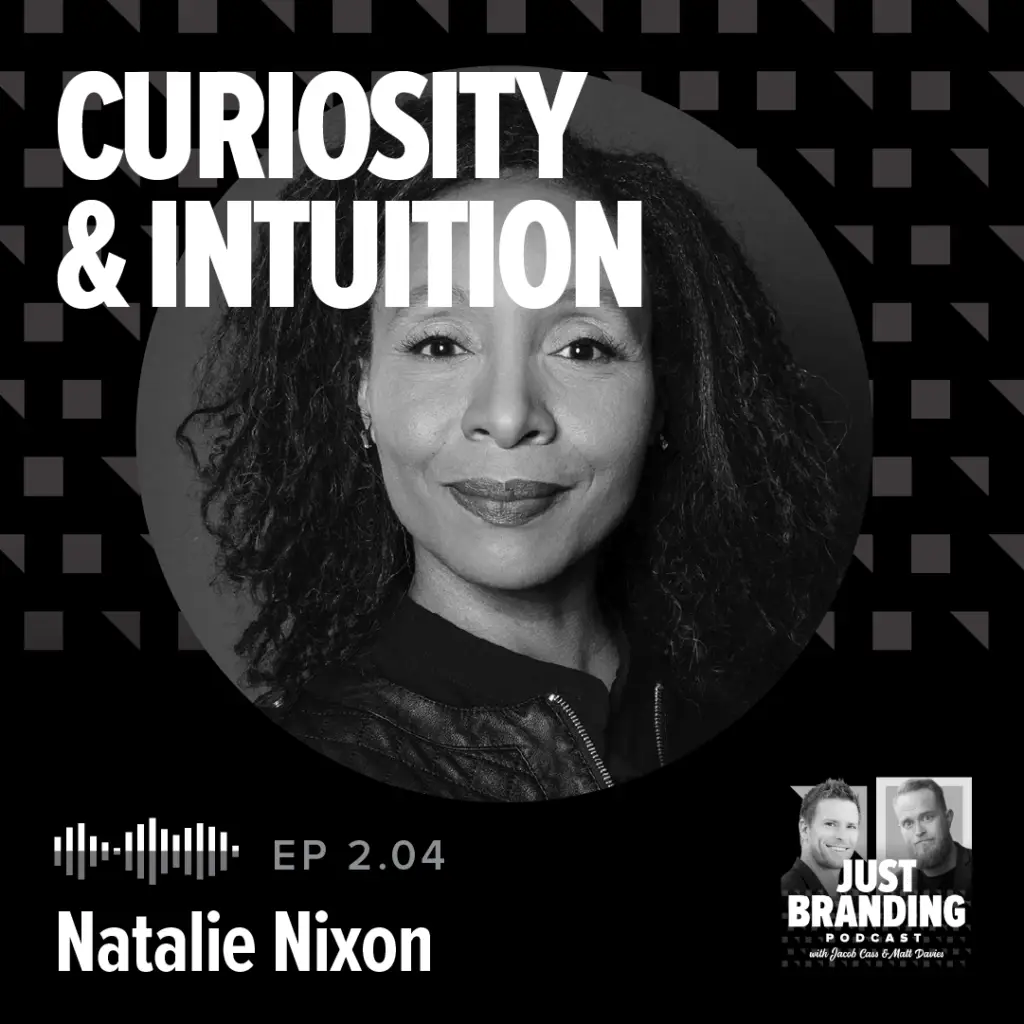 CURIOSITY
& INTUITION
EP 2.04
Natalie Nixon
JUST
BRANDING
PODCAST
with Jacob Cass & Matt Davies